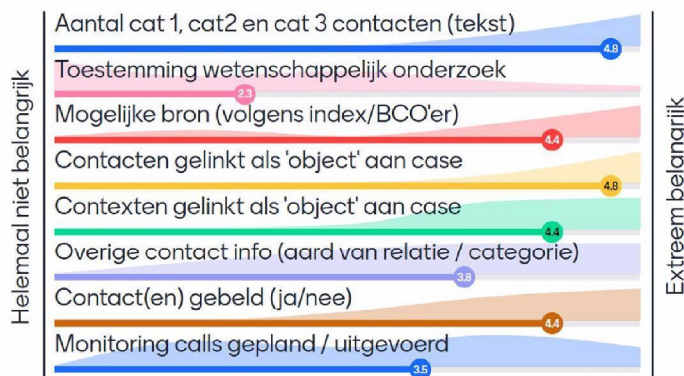 Helemaal niet belangrijk
Aantal cat 1, cat2 en cat 3 contacten (tekst)
4.8
Toestemming wetenschappelijk onderzoek
2.3
Mogelijke bron (volgens index/BCO'er)
4.4
Contacten gelinkt als 'object' aan case
4.8
Contexten gelinkt als 'object' aan case
4.4
Overige contact info (aard van relatie / categorie)
3.8
Contact(en) gebeld (ja/nee)
4.4
Monitoring calls gepland / uitgevoerd
3.5
Extreem belangrijk